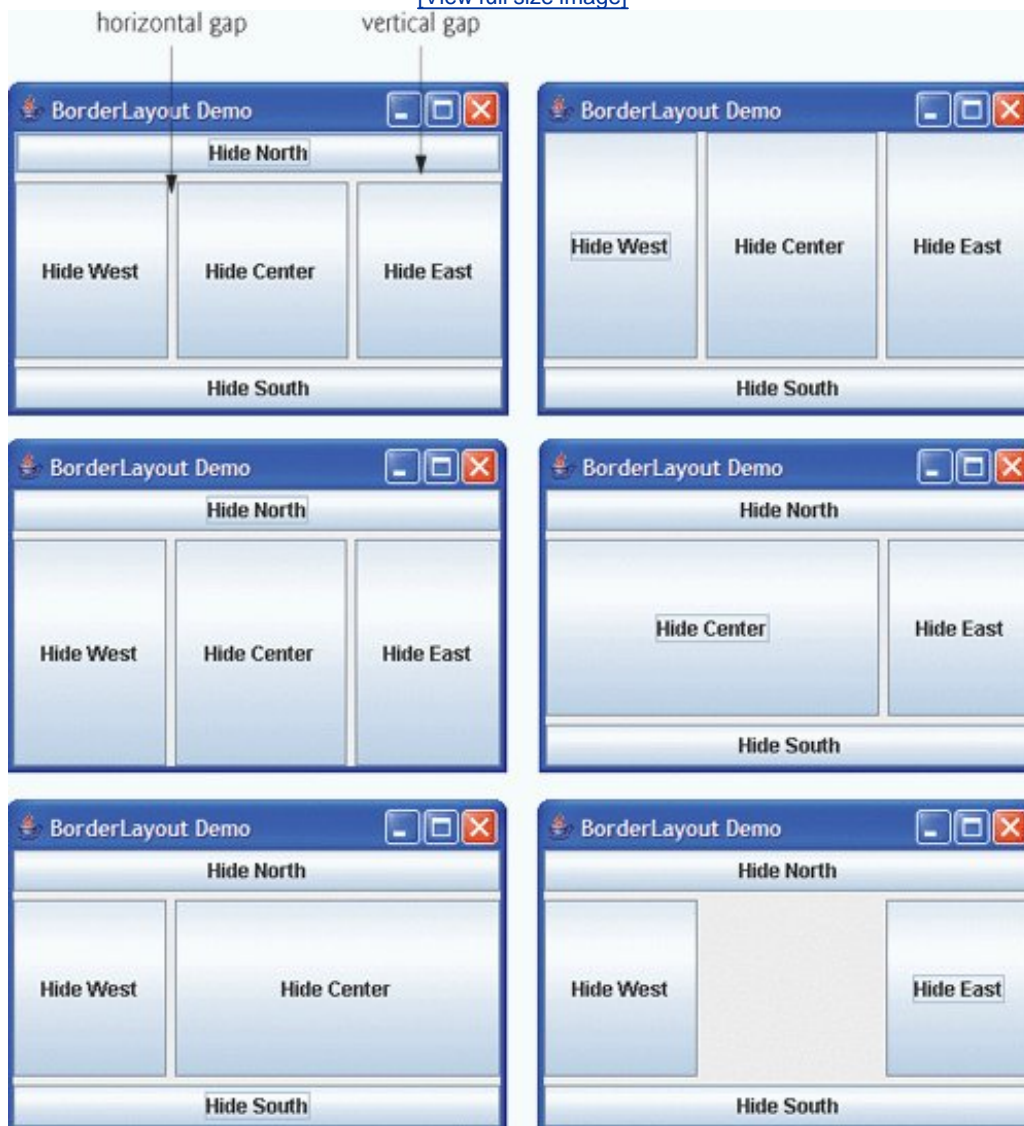 [View full size image]
horizontal gap
vertical gap
BorderLayout Demo
Hide North
Hide West
Hide Center
Hide East
Hide South
BorderLayout Demo
Hide West
Hide Center
Hide East
Hide South
BorderLayout Demo
Hide North
Hide West
Hide Center
Hide East
BorderLayout Demo
Hide North
Hide Center
Hide East
Hide South
BorderLayout Demo
Hide North
Hide West
Hide Center
Hide South
BorderLayout Demo
Hide North
Hide West
Hide East
Hide South